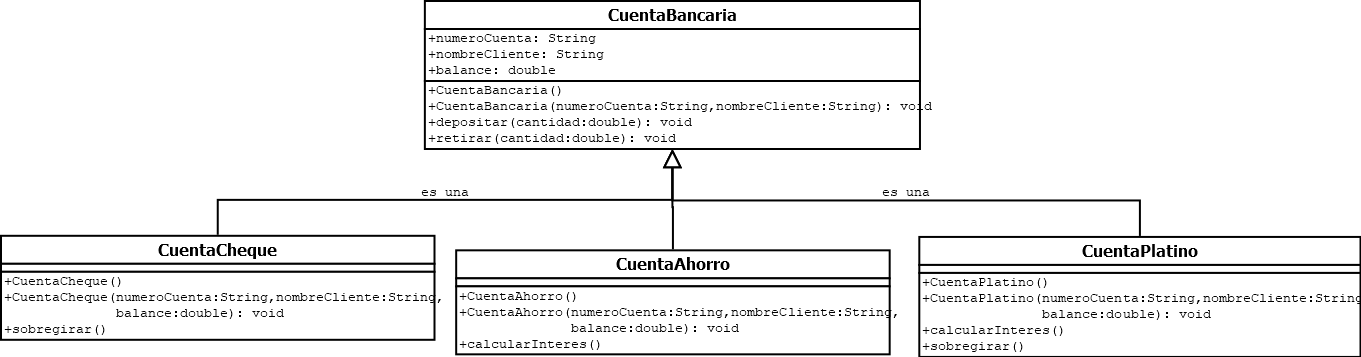 CuentaBancaria
+numeroCuenta: String
+nombreCliente: String
+balance: double
+CuentaBancaria()
+CuentaBancaria(numeroCuenta:String,nombreCliente:String): void
+depositar(cantidad:double): void
+retirar(cantidad:double): void
es una
es una
CuentaCheque
+CuentaCheque()
+CuentaCheque(numeroCuenta:String,nombreCliente:String,
balance:double): void
+sobregirar()
CuentaAhorro
+CuentaAhorro()
+CuentaAhorro(numeroCuenta:String,nombreCliente:String,
balance:double): void
+calcularInteres()
CuentaPlatino
+CuentaPlatino()
+CuentaPlatino(numeroCuenta:String,nombreCliente:String
balance:double): void
+calcularInteres()
+sobregirar()